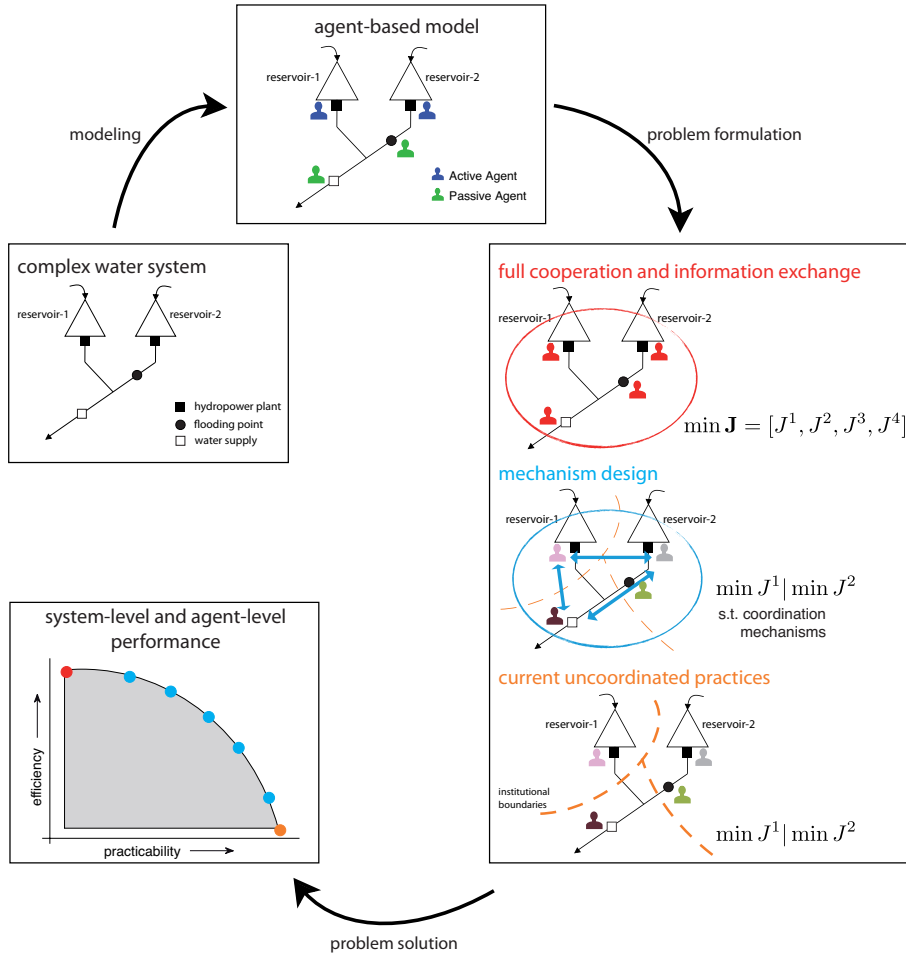 agent-based model
reservoir-1
reservoir-2
Active Agent
Passive Agent
modeling
problem formulation
complex water system
reservoir-1
reservoir-2
hydropower plant
flooding point
water supply
full cooperation and information exchange
reservoir-1
reservoir-2
min J = [J¹, J², J³, J⁴]
mechanism design
reservoir-1
reservoir-2
min J¹| min J²
s.t. coordination
mechanisms
current uncoordinated practices
reservoir-1
reservoir-2
institutional
boundaries
min J¹| min J²
system-level and agent-level
performance
efficiency
practicability
problem solution